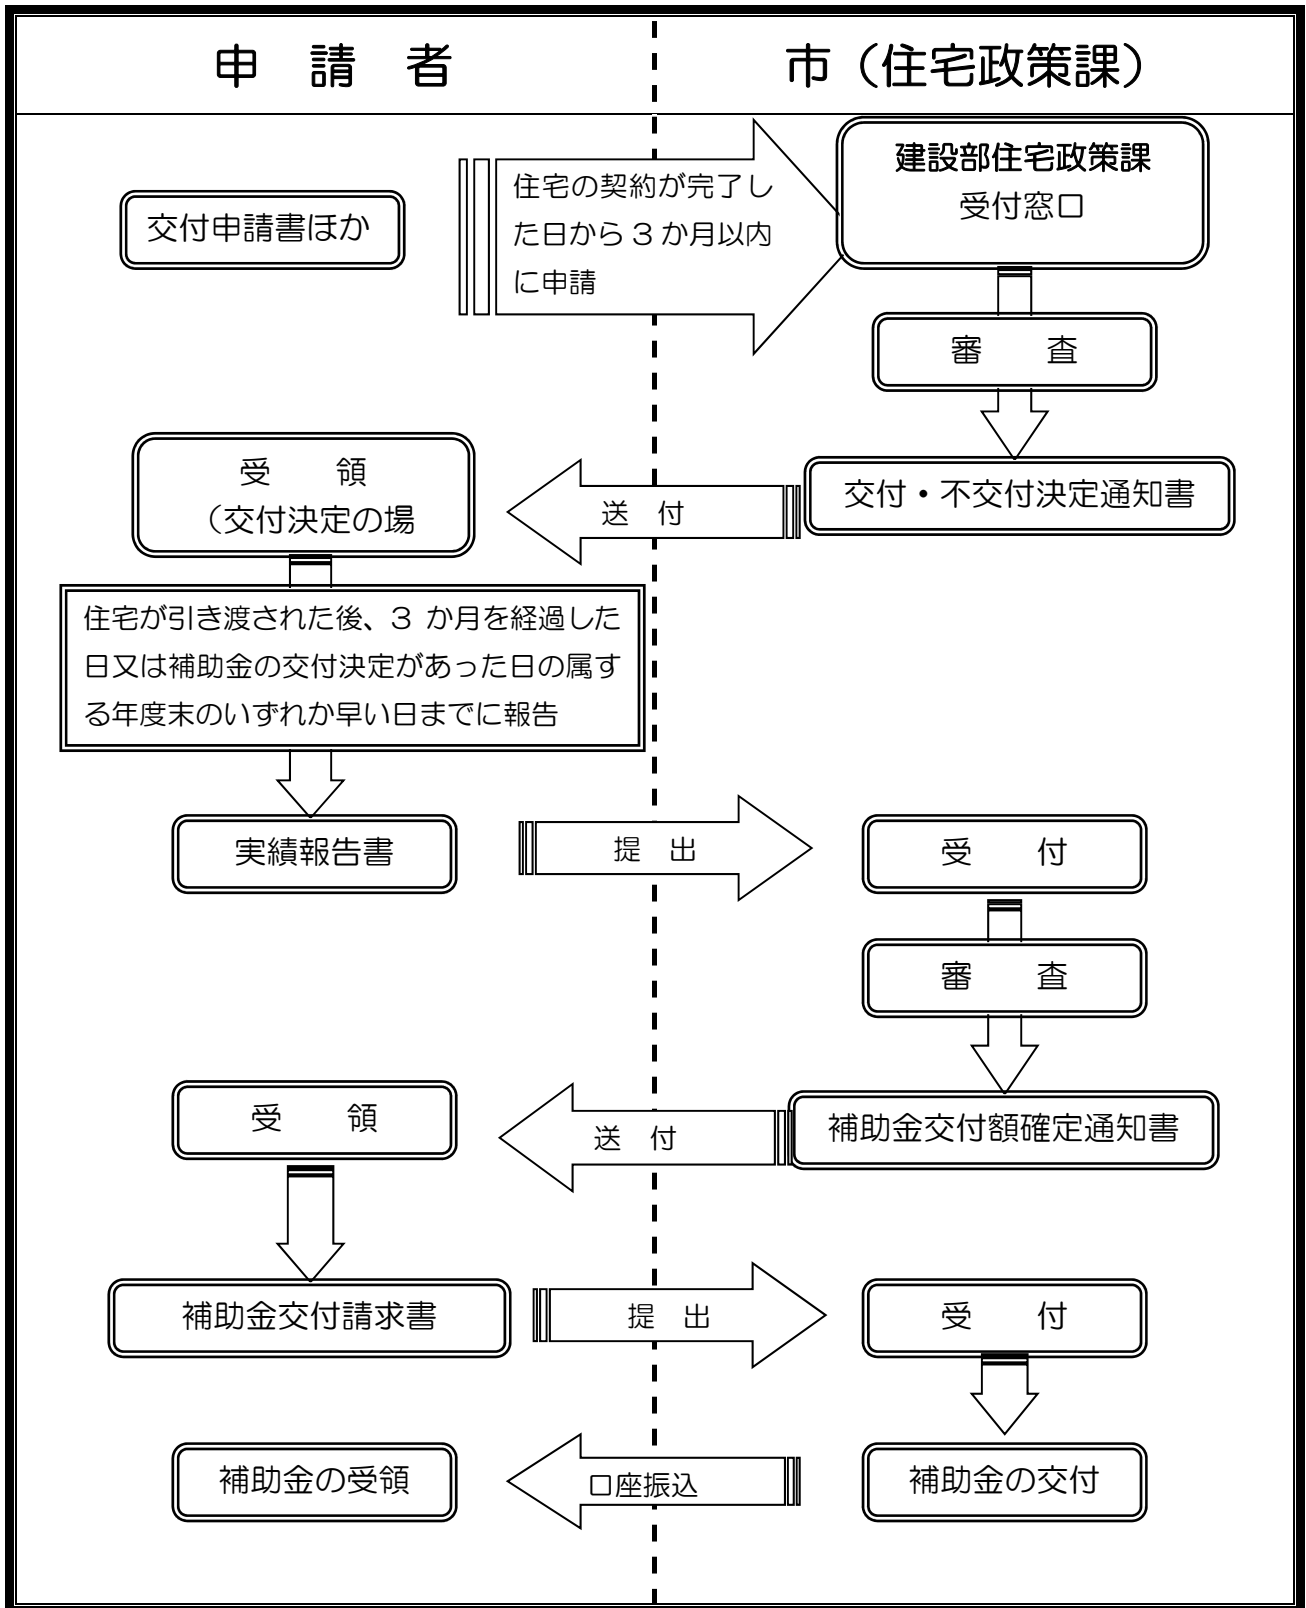 申　請　者
市（住宅政策課）
交付申請書ほか
住宅の契約が完了し
た日から３か月以内
に申請
建設部住宅政策課
受付窓口
審　　査
交付・不交付決定通知書
送　付
受　　領
（交付決定の場
住宅が引き渡された後、３ か月を経過した
日又は補助金の交付決定があった日の属す
る年度末のいずれか早い日までに報告
実績報告書
提　出
受　　付
審　　査
補助金交付額確定通知書
送　付
受　　領
補助金交付請求書
提　出
受　　付
補助金の交付
口座振込
補助金の受領